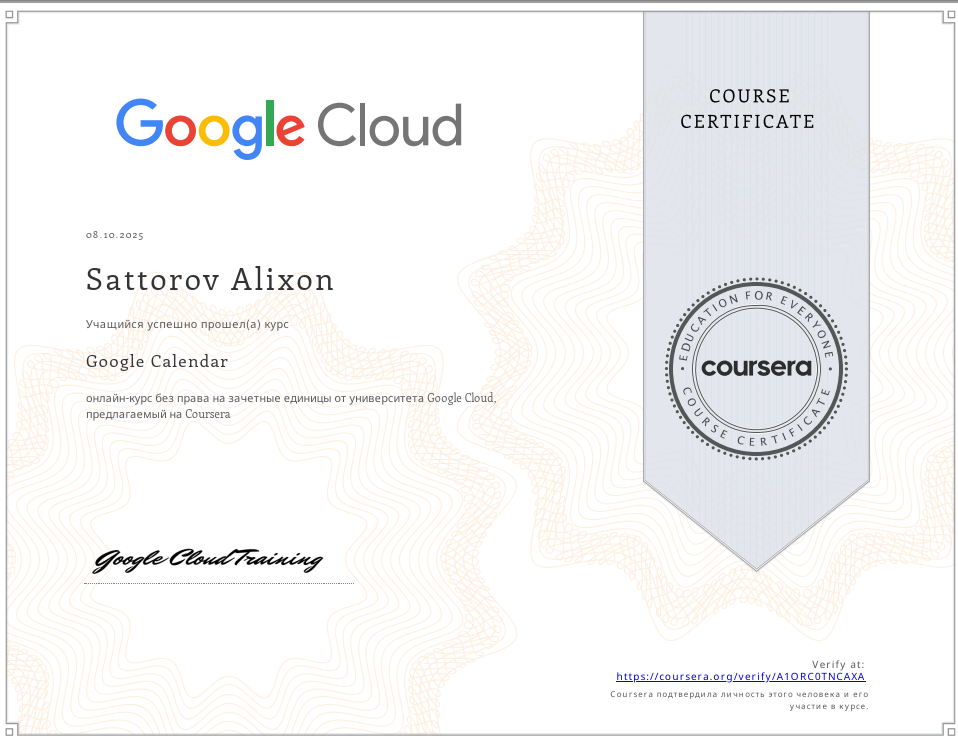 Google Cloud
COURSE
CERTIFICATE
08.10.2025
Sattorov Alixon
Учащийся успешно прошел(а) курс
Google Calendar
онлайн-курс без права на зачетные единицы от университета Google Cloud,
предлагаемый на Coursera
EDUCATION FOR EVERYONE
coursera
COURSE CERTIFICATE
Google Cloud Training
Verify at:
https://coursera.org/verify/A1ORC0TNCAXA
Coursera подтвердила личность этого человека и его
участие в курсе.